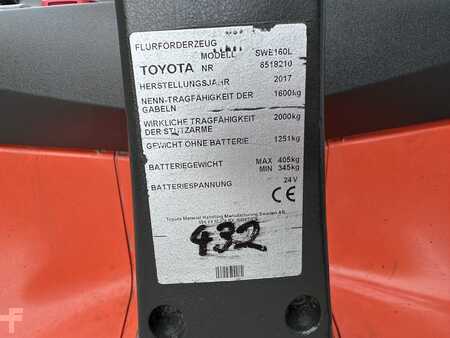 FLURFÖRDERZEUG
MODELL SWE160L
TOYOTA NR 6518210
HERSTELLUNGSJAHR 2017
NENN-TRAGFÄHIGKEIT DER GABELN 1600kg
WIRKLICHE TRAGFÄHIGKEIT DER STÜTZARME 2000kg
GEWICHT OHNE BATTERIE 1251kg
BATTERIEGEWICHT MAX 405kg
MIN 345kg
BATTERIESPANNUNG 24V
CE
Toyota Material Handling Manufacturing Sweden AB
432